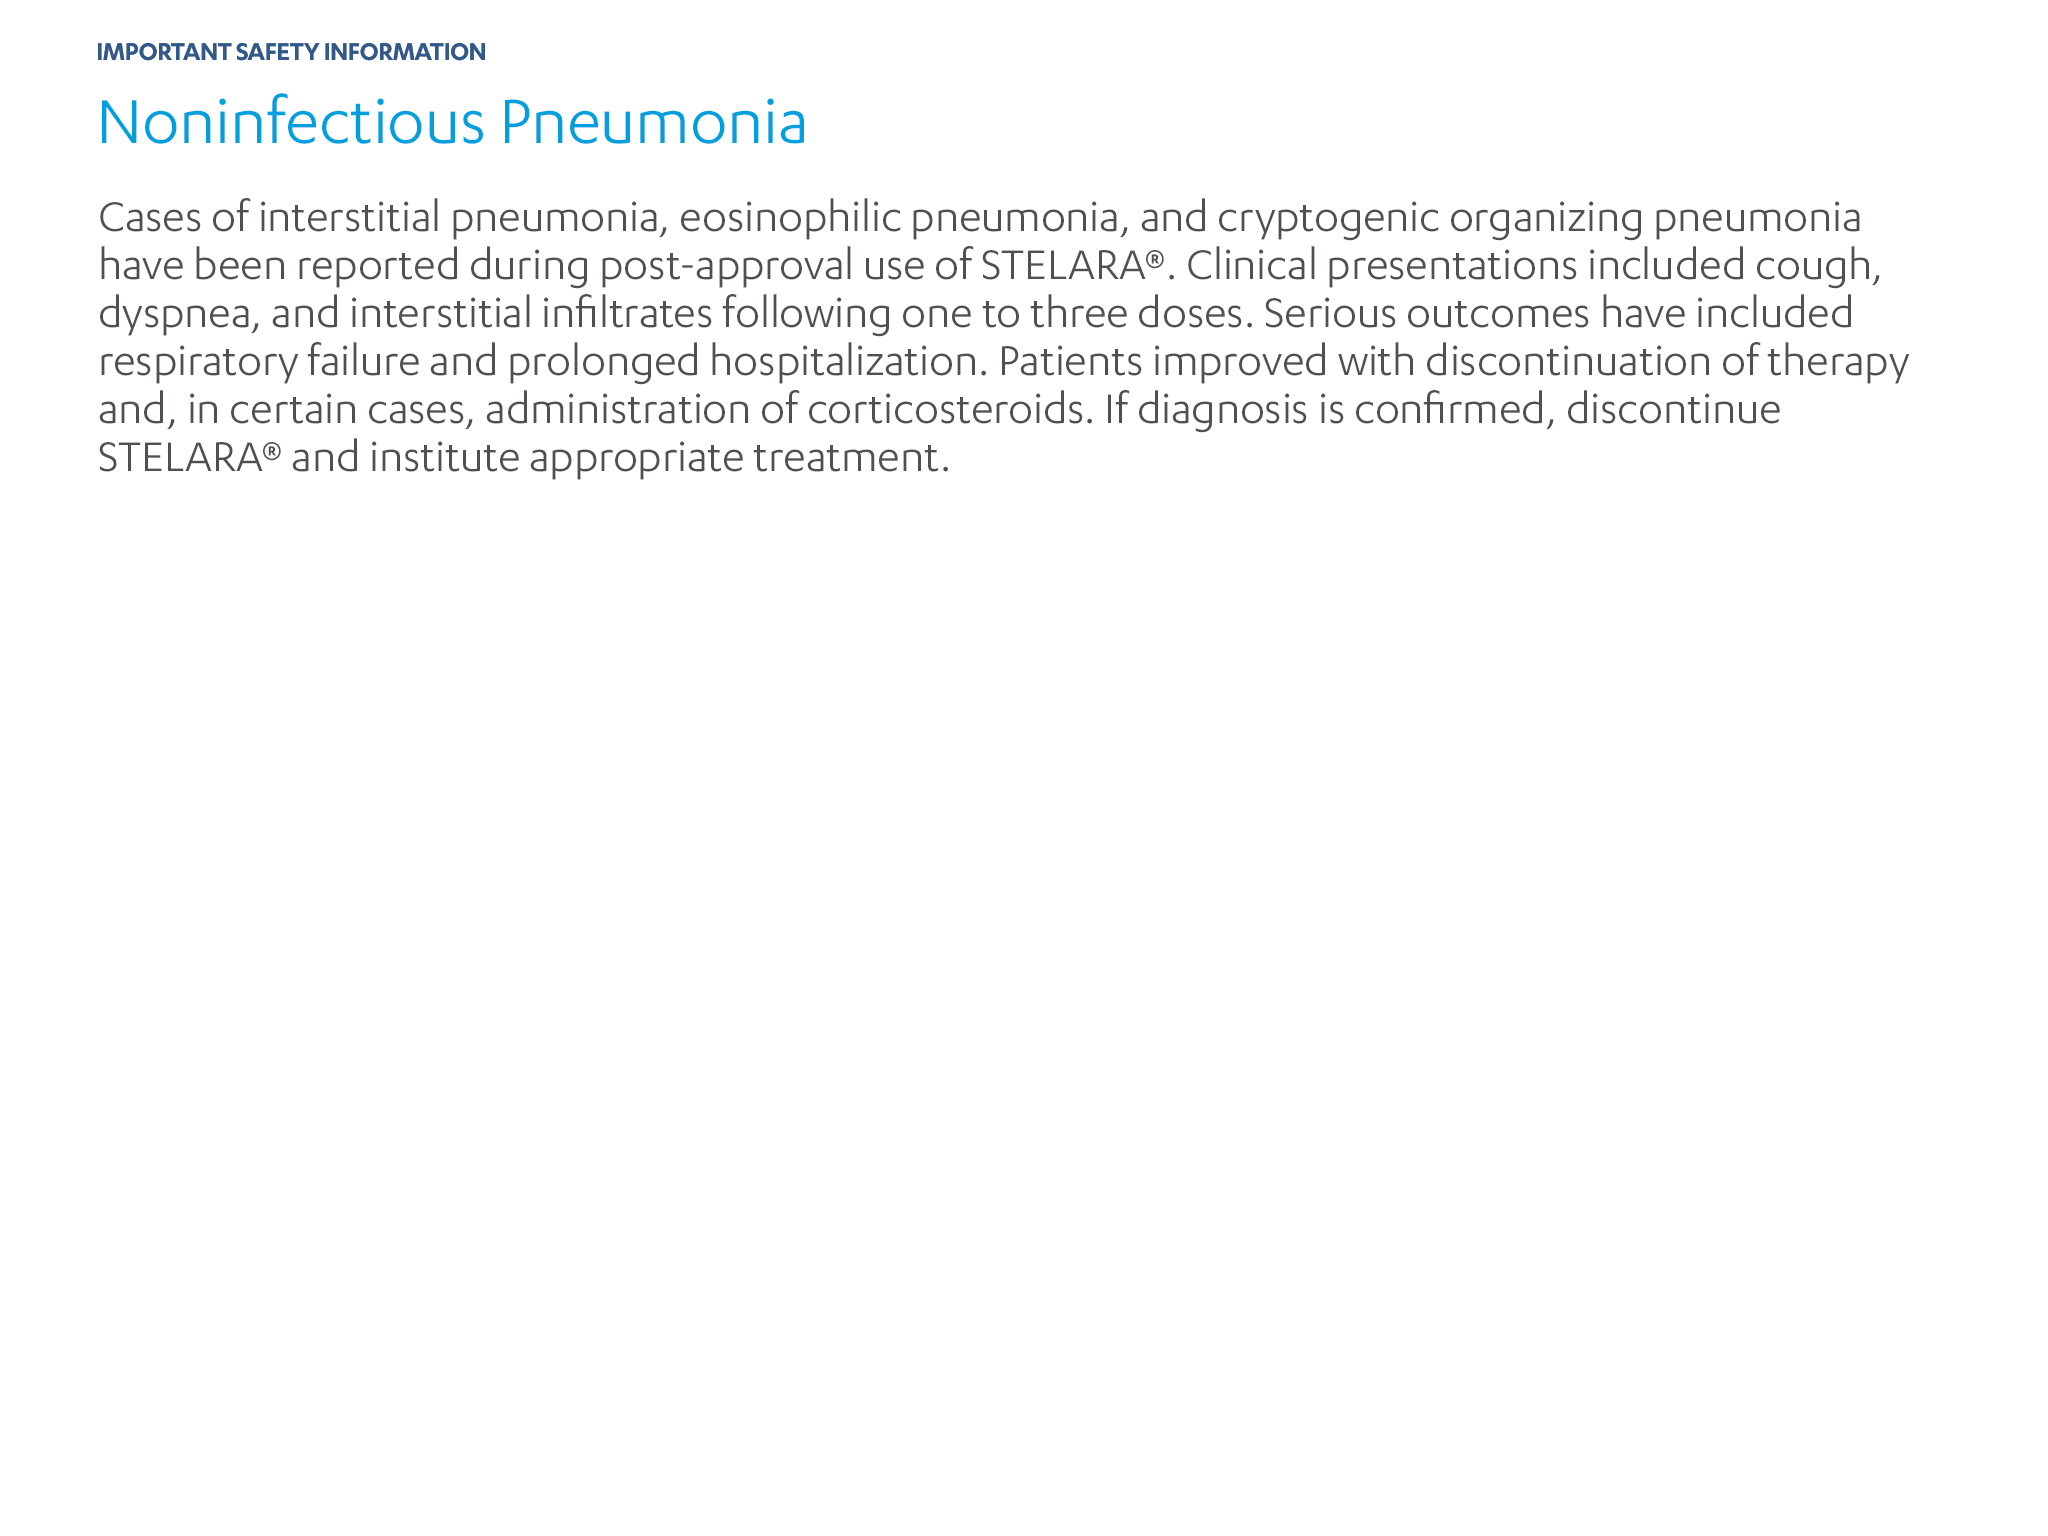 IMPORTANT SAFETY INFORMATION
Noninfectious Pneumonia
Cases of interstitial pneumonia, eosinophilic pneumonia, and cryptogenic organizing pneumonia
have been reported during post-approval use of STELARA®. Clinical presentations included cough,
dyspnea, and interstitial infiltrates following one to three doses. Serious outcomes have included
respiratory failure and prolonged hospitalization. Patients improved with discontinuation of therapy
and, in certain cases, administration of corticosteroids. If diagnosis is confirmed, discontinue
STELARA® and institute appropriate treatment.